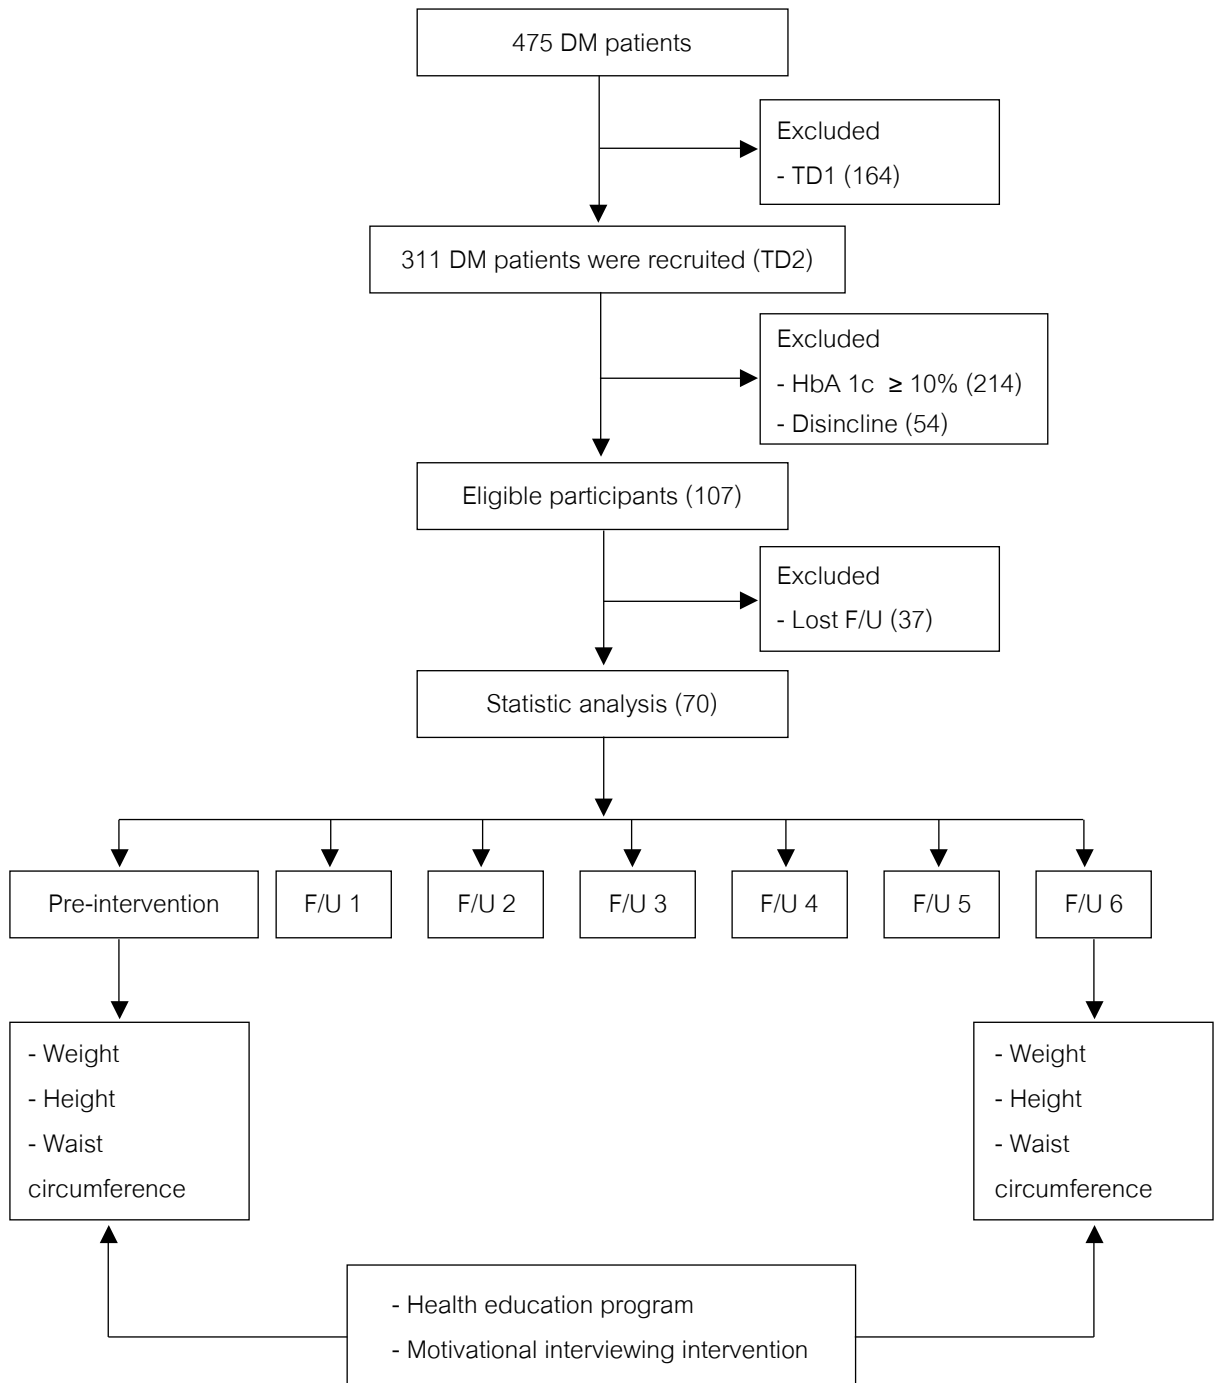 475 DM patients
Excluded
- TD1 (164)
311 DM patients were recruited (TD2)
Excluded
- HbA 1c ≥ 10% (214)
- Disincline (54)
Eligible participants (107)
Excluded
- Lost F/U (37)
Statistic analysis (70)
Pre-intervention
F/U 1
F/U 2
F/U 3
F/U 4
F/U 5
F/U 6
- Weight
- Height
- Waist
circumference
- Weight
- Height
- Waist
circumference
- Health education program
- Motivational interviewing intervention